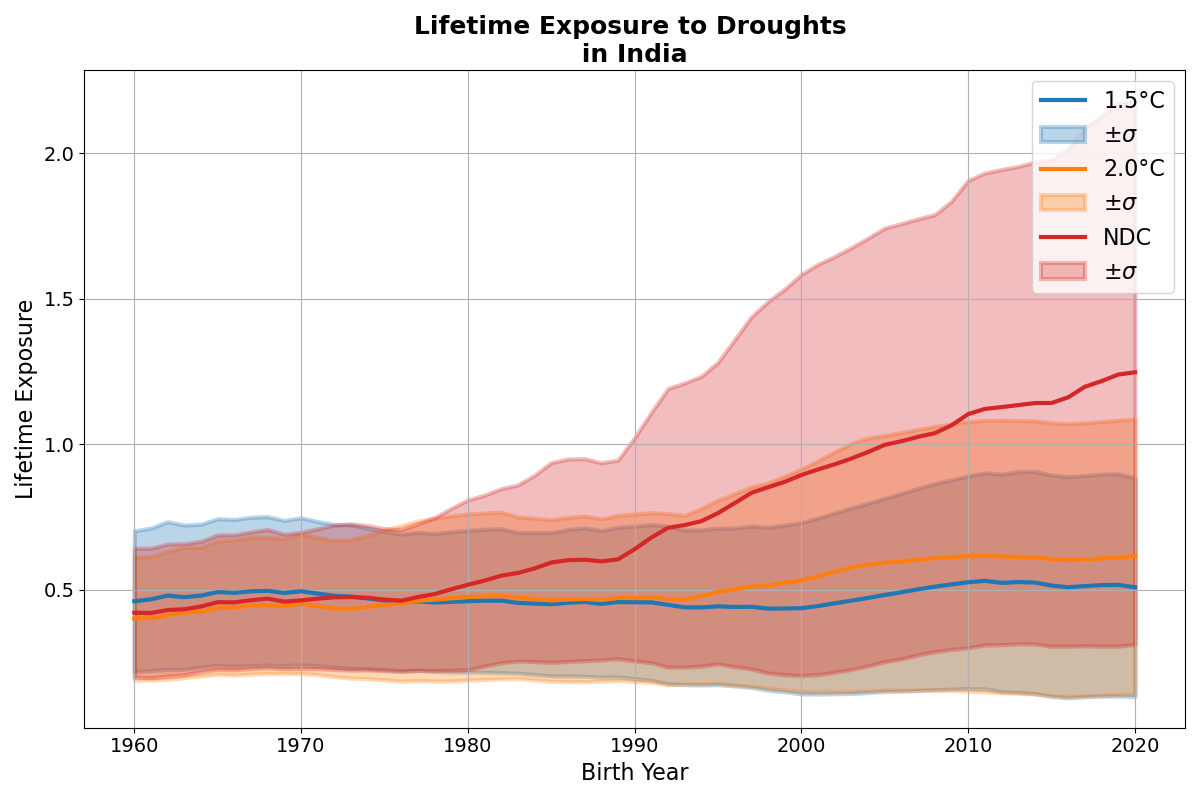 Lifetime Exposure to Droughts
in India
Lifetime Exposure
2.0
1.5
1.0
0.5
1960 1970 1980 1990 2000 2010 2020
Birth Year
1.5°C
±σ
2.0°C
±σ
NDC
±σ